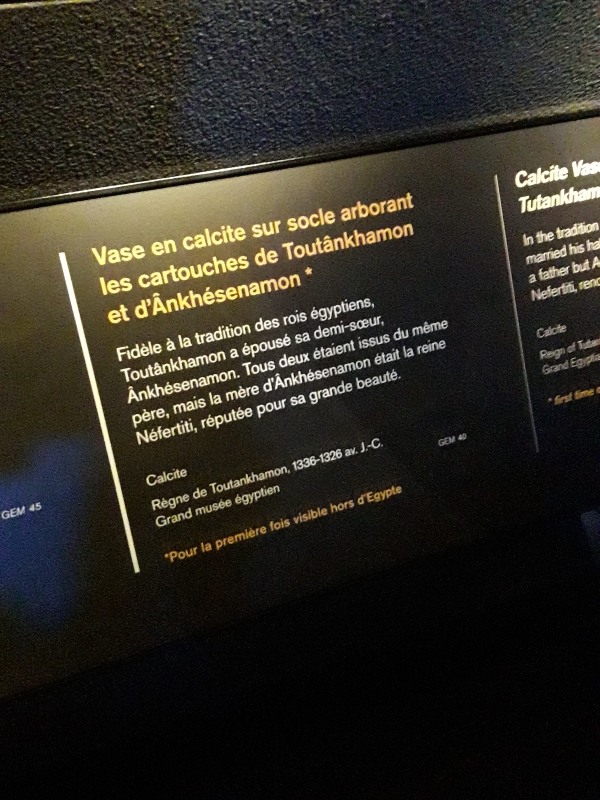 Vase en calcite sur socle arborant
les cartouches de Toutânkhamon
et d'Ânkhésenamon *
Fidèle à la tradition des rois égyptiens,
Toutânkhamon a épousé sa demi-sœur,
Ânkhésenamon. Tous deux étaient issus du même
père, mais la mère d'Ânkhésenamon était la reine
Néfertiti, réputée pour sa grande beauté.
Calcite
Règne de Toutankhamon, 1336-1326 av. J.-C.
Grand musée égyptien
GEM 40
*Pour la première fois visible hors d'Egypte
GEM 45
Calcite Vas
Tutankham
In the tradition
married his ha
a father but A
Nefertiti, reno
Calcite
Reign of Tutan
Grand Egyptia
* first time